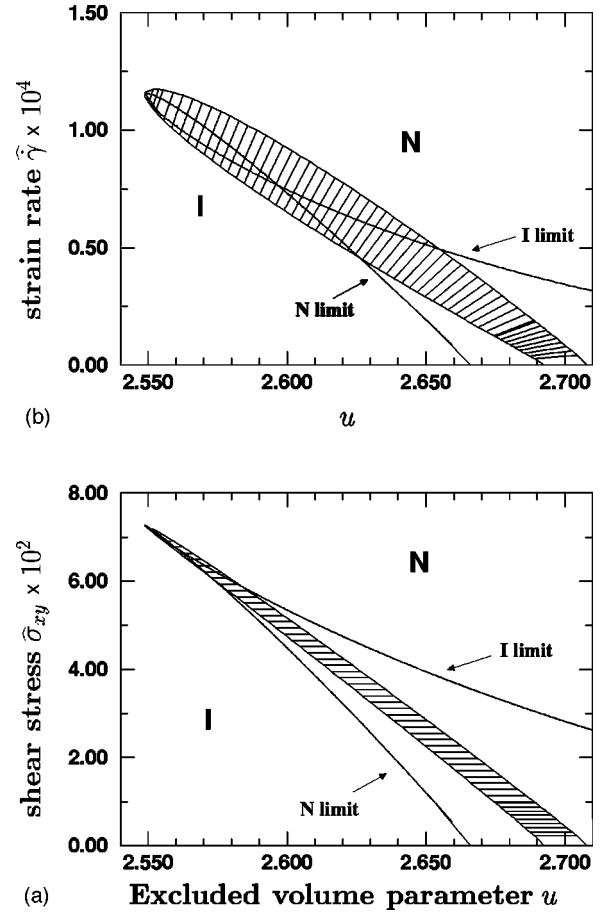 1.50
1.00
0.50
0.00
strain rate γ̂̇ x 10⁴
N
I
I limit
N limit
2.550 2.600 2.650 2.700
(b)
u
8.00
6.00
4.00
2.00
0.00
shear stress σ̂xy × 10²
N
I limit
I
N limit
2.550 2.600 2.650 2.700
(a)
Excluded volume parameter u